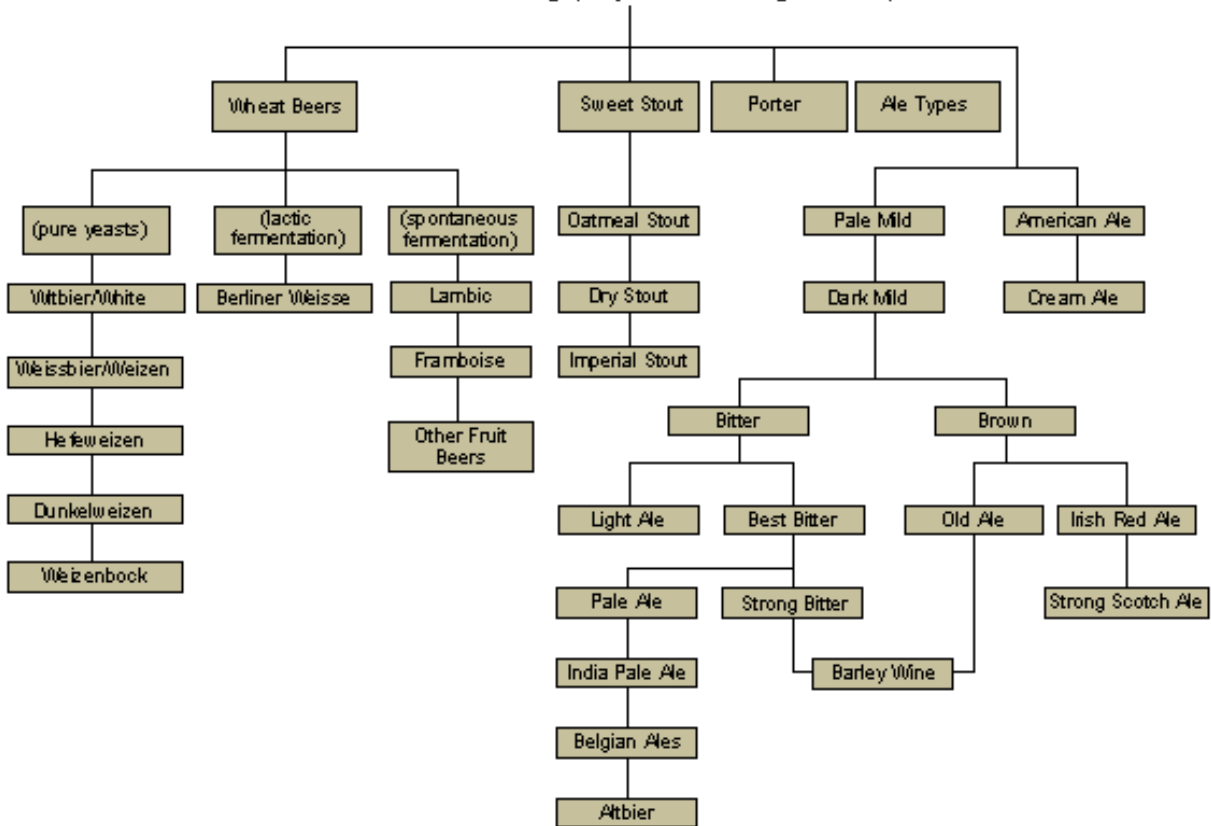 Wheat Beers
Sweet Stout
Porter
Ale Types
(pure yeasts)
(lactic
fermentation)
(spontaneous
fermentation)
Oatmeal Stout
Pale Mild
American Ale
Witbier/White
Berliner Weisse
Lambic
Dry Stout
Dark Mild
Cream Ale
Weissbier/Weizen
Framboise
Imperial Stout
Hefeweizen
Other Fruit
Beers
Bitter
Brown
Dunkelweizen
Light Ale
Best Bitter
Old Ale
Irish Red Ale
Weizenbock
Pale Ale
Strong Bitter
Strong Scotch Ale
India Pale Ale
Barley Wine
Belgian Ales
Altbier